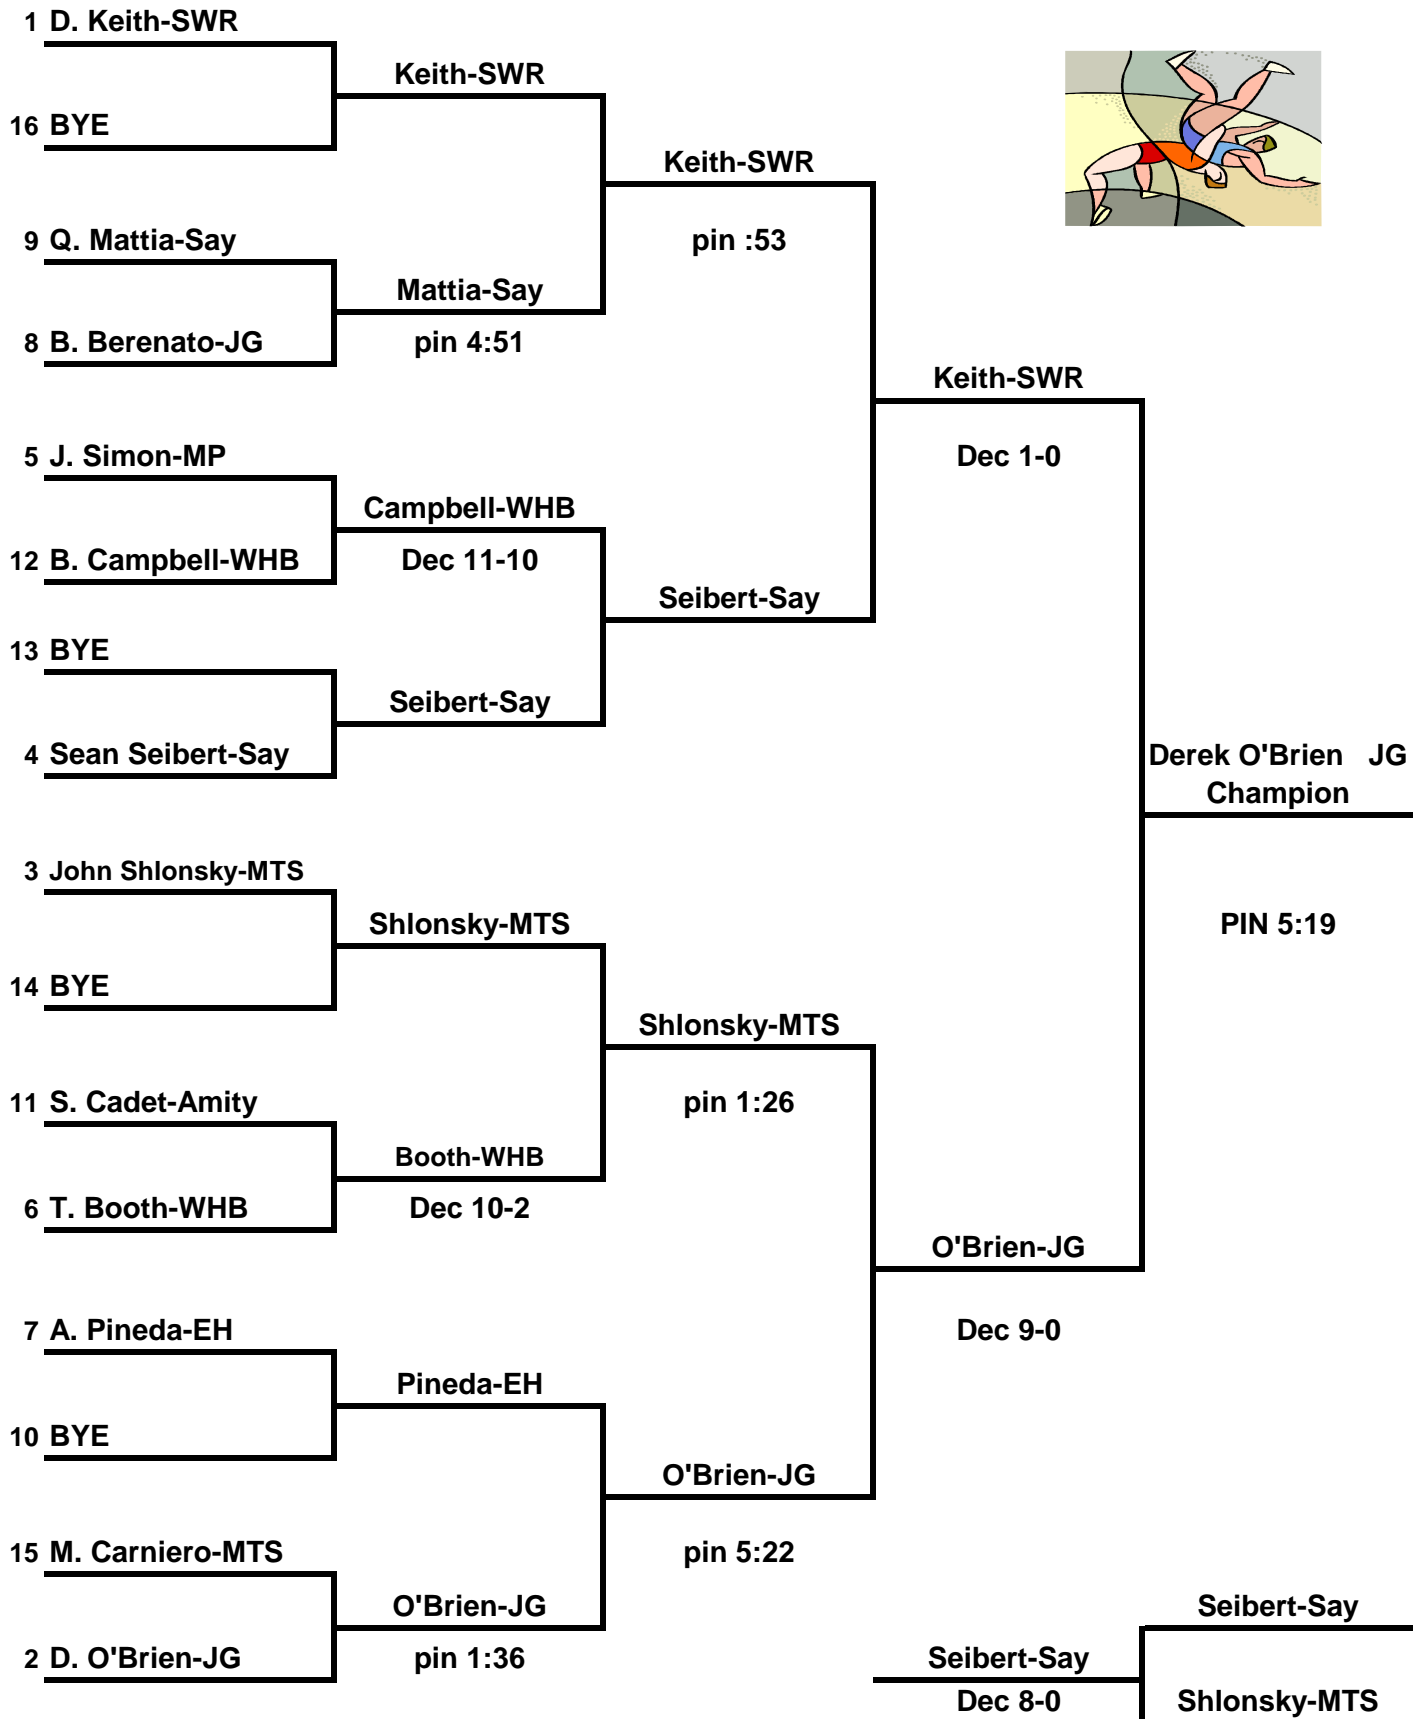 1 D. Keith-SWR
Keith-SWR
16 BYE
Keith-SWR
9 Q. Mattia-Say
pin :53
Mattia-Say
8 B. Berenato-JG
pin 4:51
Keith-SWR
5 J. Simon-MP
Dec 1-0
Campbell-WHB
12 B. Campbell-WHB
Dec 11-10
Seibert-Say
13 BYE
Seibert-Say
4 Sean Seibert-Say
Derek O'Brien JG
Champion
3 John Shlonsky-MTS
Shlonsky-MTS
PIN 5:19
14 BYE
Shlonsky-MTS
11 S. Cadet-Amity
pin 1:26
Booth-WHB
6 T. Booth-WHB
Dec 10-2
O'Brien-JG
7 A. Pineda-EH
Dec 9-0
Pineda-EH
10 BYE
O'Brien-JG
15 M. Carniero-MTS
pin 5:22
O'Brien-JG
Seibert-Say
2 D. O'Brien-JG
pin 1:36
Seibert-Say
Dec 8-0
Shlonsky-MTS